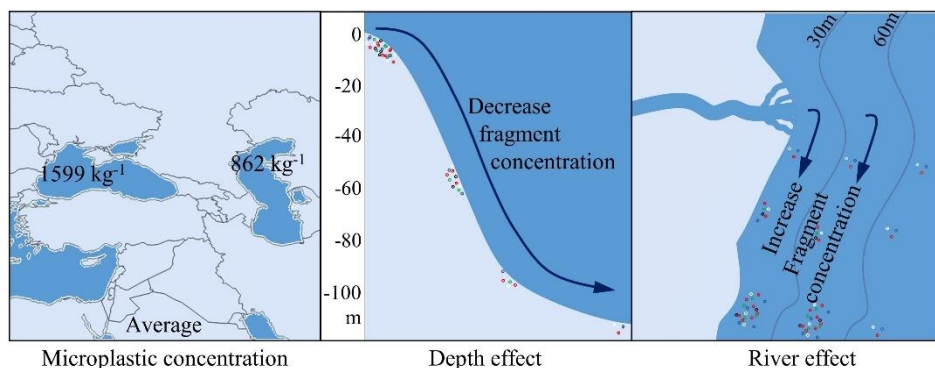 1599 kg⁻¹
862 kg⁻¹
Average
Microplastic concentration
0
-20
-40
-60
-80
-100
m
Decrease
fragment
concentration
Depth effect
30m
60m
Increase
Fragment
concentration
River effect